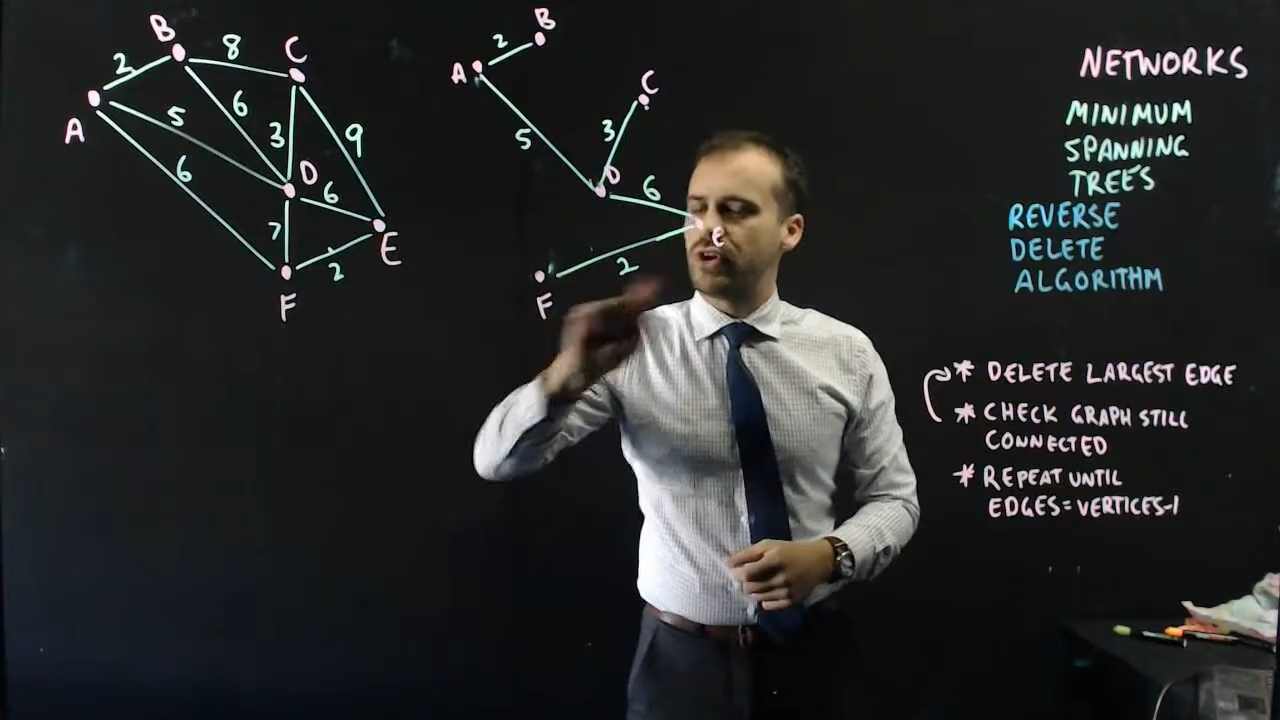 B
8
C
2
A
5
6
3
9
D
6
6
7
E
2
F
B
2
A
C
5
3
D
6
E
2
F
NETWORKS
MINIMUM
SPANNING
TREES
REVERSE
DELETE
ALGORITHM
* DELETE LARGEST EDGE
* CHECK GRAPH STILL
CONNECTED
* REPEAT UNTIL
EDGES=VERTICES-1